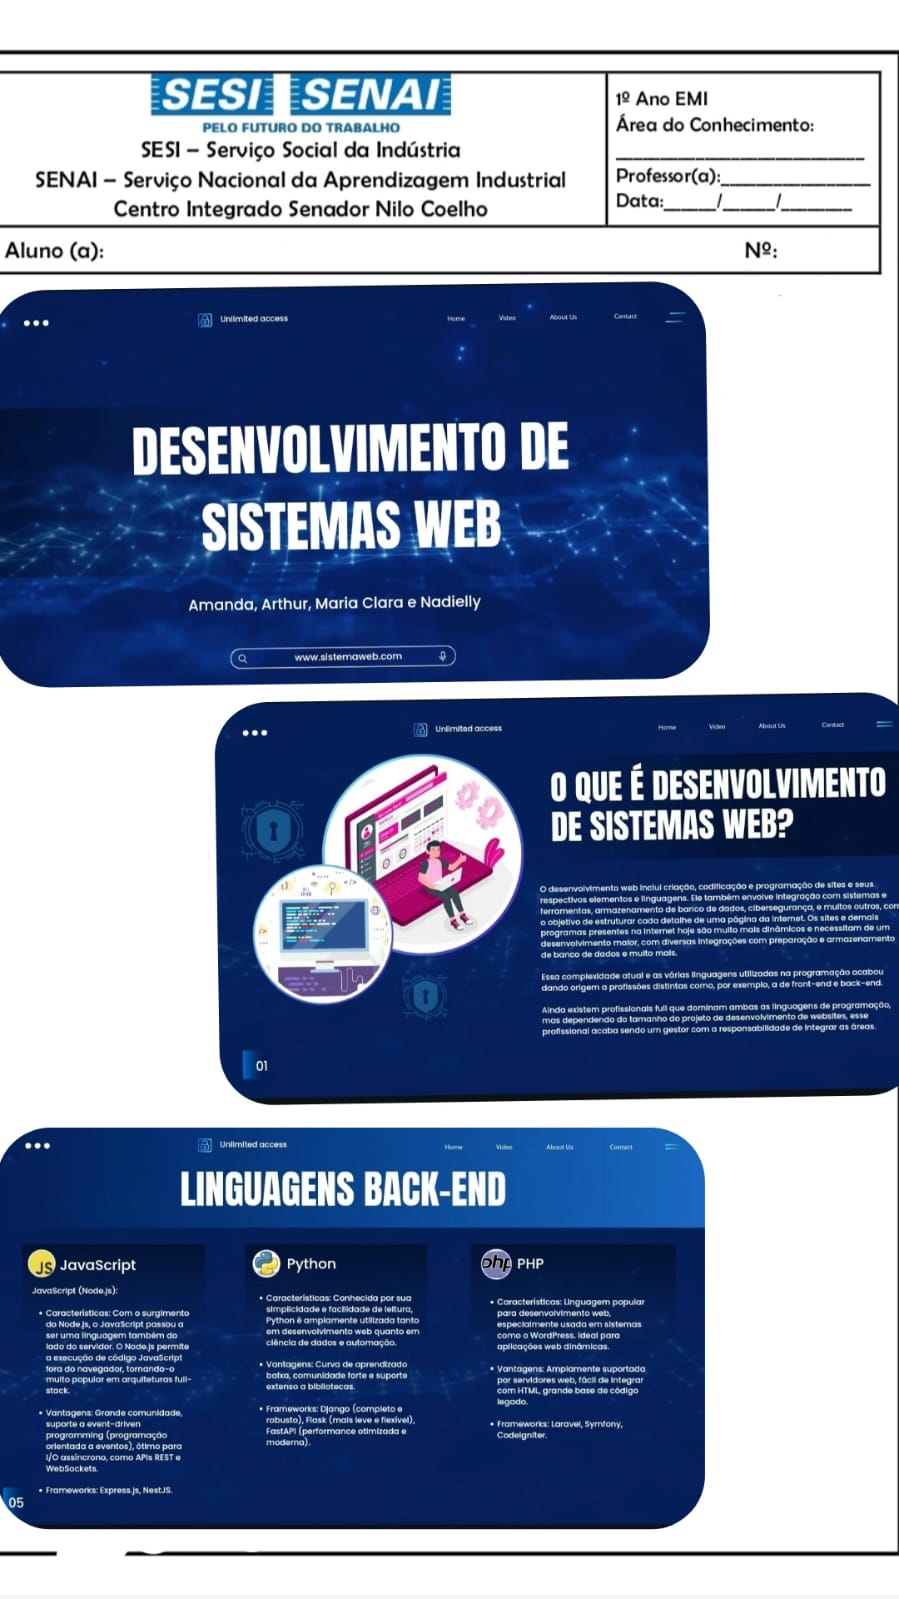 SESI SENAI
PELO FUTURO DO TRABALHO
SESI – Serviço Social da Indústria
SENAI – Serviço Nacional da Aprendizagem Industrial
Centro Integrado Senador Nilo Coelho
1º Ano EMI
Área do Conhecimento:
Professor(a):
Data:____/____/____
Aluno (a):
Nº:
Unlimited access
Home Video About Us Contact
DESENVOLVIMENTO DE
SISTEMAS WEB
Amanda, Arthur, Maria Clara e Nadielly
www.sistemaweb.com
Unlimited access
Home Video About Us Contact
O QUE É DESENVOLVIMENTO
DE SISTEMAS WEB?
O desenvolvimento web inclui criação, codificação e programação de sites e seus
respectivos elementos e linguagens. Ele também envolve integração com sistemas e
ferramentas, armazenamento de banco de dados, cibersegurança, e muitos outros, com
o objetivo de estruturar cada detalhe de uma página da internet. Os sites e demais
programas presentes na internet hoje são muito mais dinâmicos e necessitam de um
desenvolvimento maior, com diversas integrações com preparação e armazenamento
de banco de dados e muito mais.
Essa complexidade atual e as várias linguagens utilizadas na programação acabou
dando origem a profissões distintas como, por exemplo, a de front-end e back-end.
Ainda existem profissionais full que dominam ambas as linguagens de programação,
mas dependendo do tamanho do projeto de desenvolvimento de websites, esse
profissional acaba sendo um gestor com a responsabilidade de integrar as áreas.
01
Unlimited access
Home Video About Us Contact
LINGUAGENS BACK-END
JS JavaScript
JavaScript (Node.js):
• Características: Com o surgimento
do Node.js, o JavaScript passou a
ser uma linguagem também do
lado do servidor. O Node.js permite
a execução de código JavaScript
fora do navegador, tornando-o
muito popular em arquiteturas full-
stack.
• Vantagens: Grande comunidade,
suporte a event-driven
programming (programação
orientada a eventos), ótimo para
I/O assíncrono, como APIs REST e
WebSockets.
• Frameworks: Express.js, NestJS.
05
Python
• Características: Conhecida por sua
simplicidade e facilidade de leitura,
Python é amplamente utilizada tanto
em desenvolvimento web quanto em
ciência de dados e automação.
• Vantagens: Curva de aprendizado
baixa, comunidade forte e suporte
extenso a bibliotecas.
• Frameworks: Django (completo e
robusto), Flask (mais leve e flexível),
FastAPI (performance otimizada e
moderna).
php PHP
• Características: Linguagem popular
para desenvolvimento web,
especialmente usada em sistemas
como o WordPress. Ideal para
aplicações web dinâmicas.
• Vantagens: Amplamente suportada
por servidores web, fácil de integrar
com HTML, grande base de código
legado.
• Frameworks: Laravel, Symfony,
CodeIgniter.